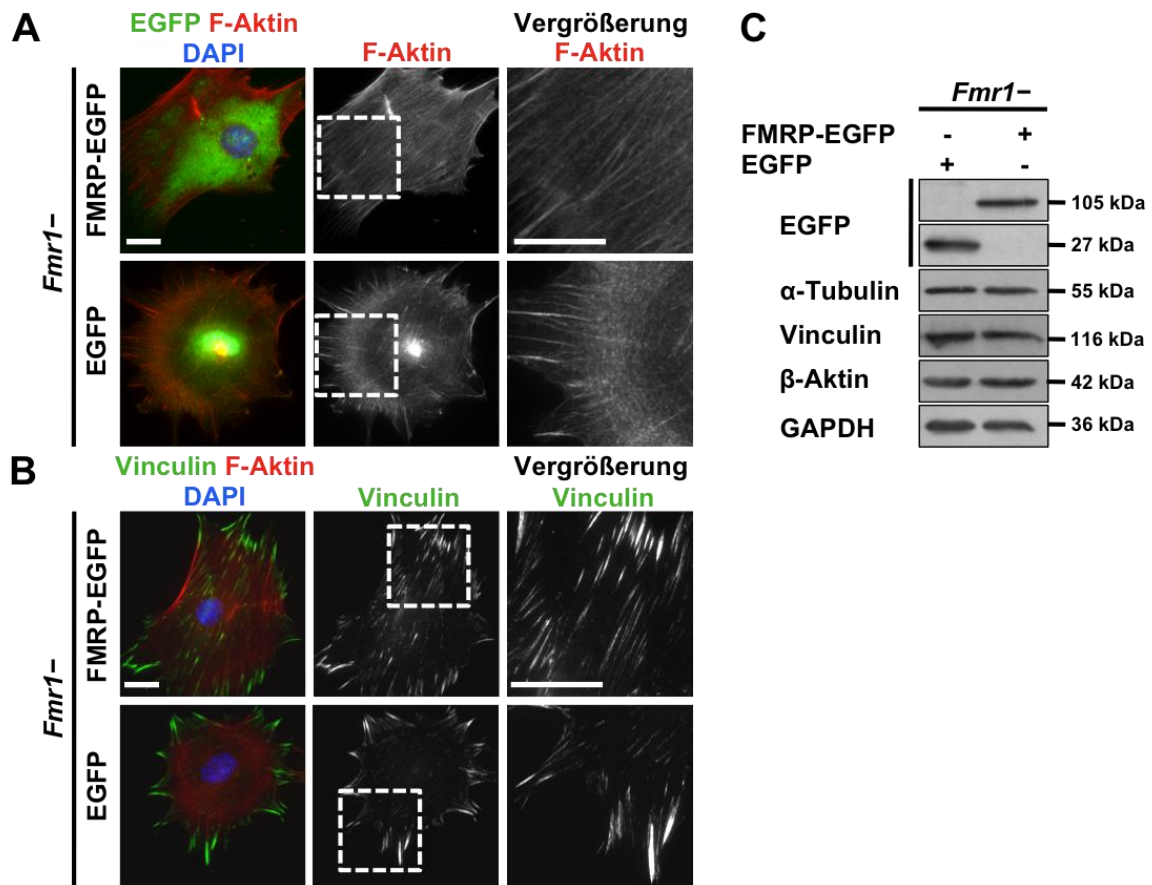 A
EGFP F-Aktin
DAPI
F-Aktin
Vergrößerung
F-Aktin
Fmr1–
FMRP-EGFP
EGFP
B
Vinculin F-Aktin
DAPI
Vinculin
Vergrößerung
Vinculin
Fmr1–
FMRP-EGFP
EGFP
C
Fmr1–
FMRP-EGFP - +
EGFP + -
EGFP
105 kDa
27 kDa
α-Tubulin 55 kDa
Vinculin 116 kDa
β-Aktin 42 kDa
GAPDH 36 kDa